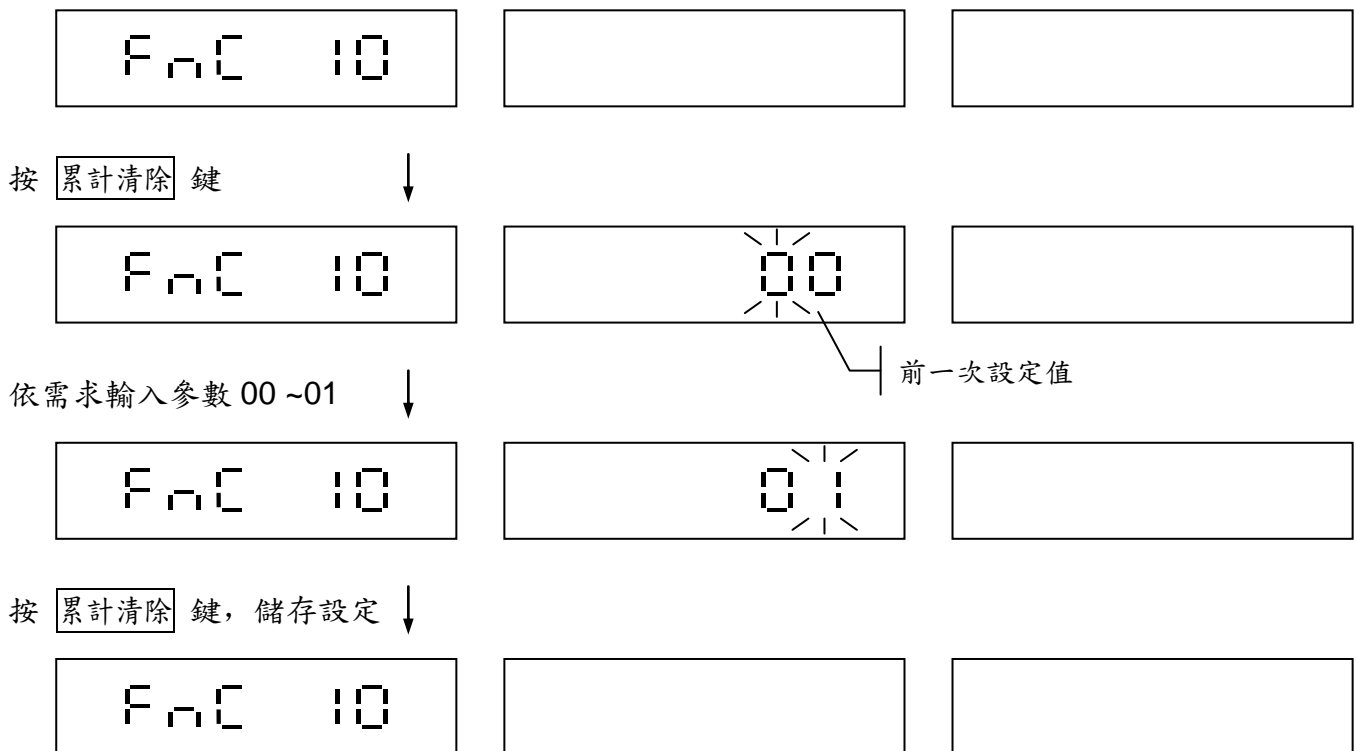 FnC 10
按 累計清除 鍵
FnC 10 00
前一次設定值
依需求輸入參數 00 ~01
FnC 10 01
按 累計清除 鍵，儲存設定
FnC 10